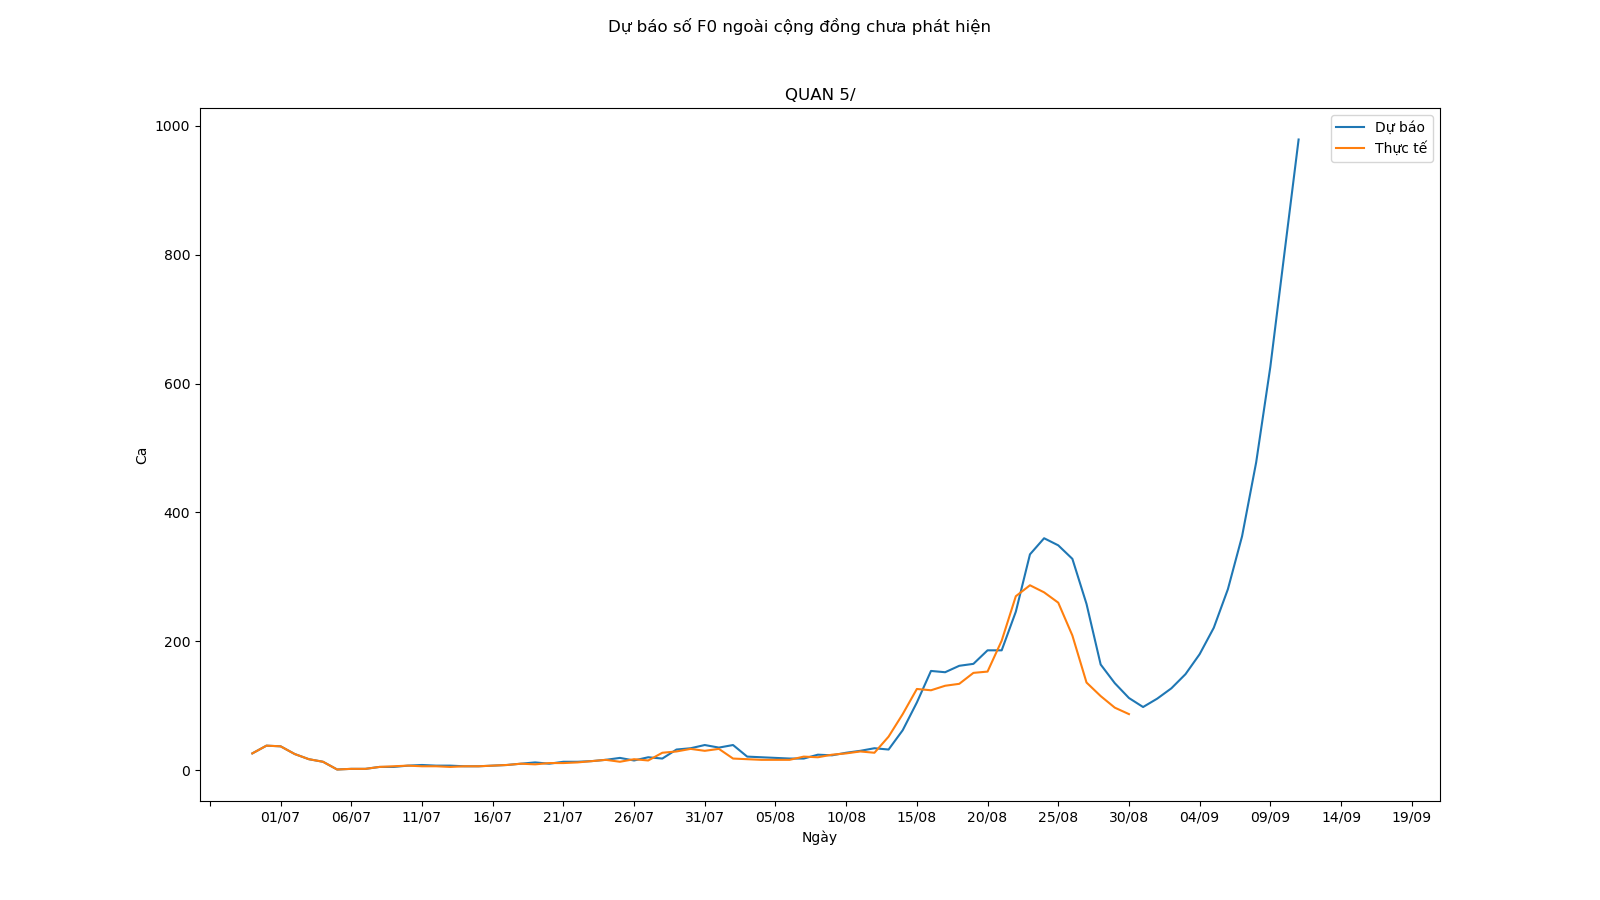 Dự báo số F0 ngoài cộng đồng chưa phát hiện
QUAN 5/
Dự báo
Thực tế
1000
800
600
400
200
0
Ca
01/07 06/07 11/07 16/07 21/07 26/07 31/07 05/08 10/08 15/08 20/08 25/08 30/08 04/09 09/09 14/09 19/09
Ngày